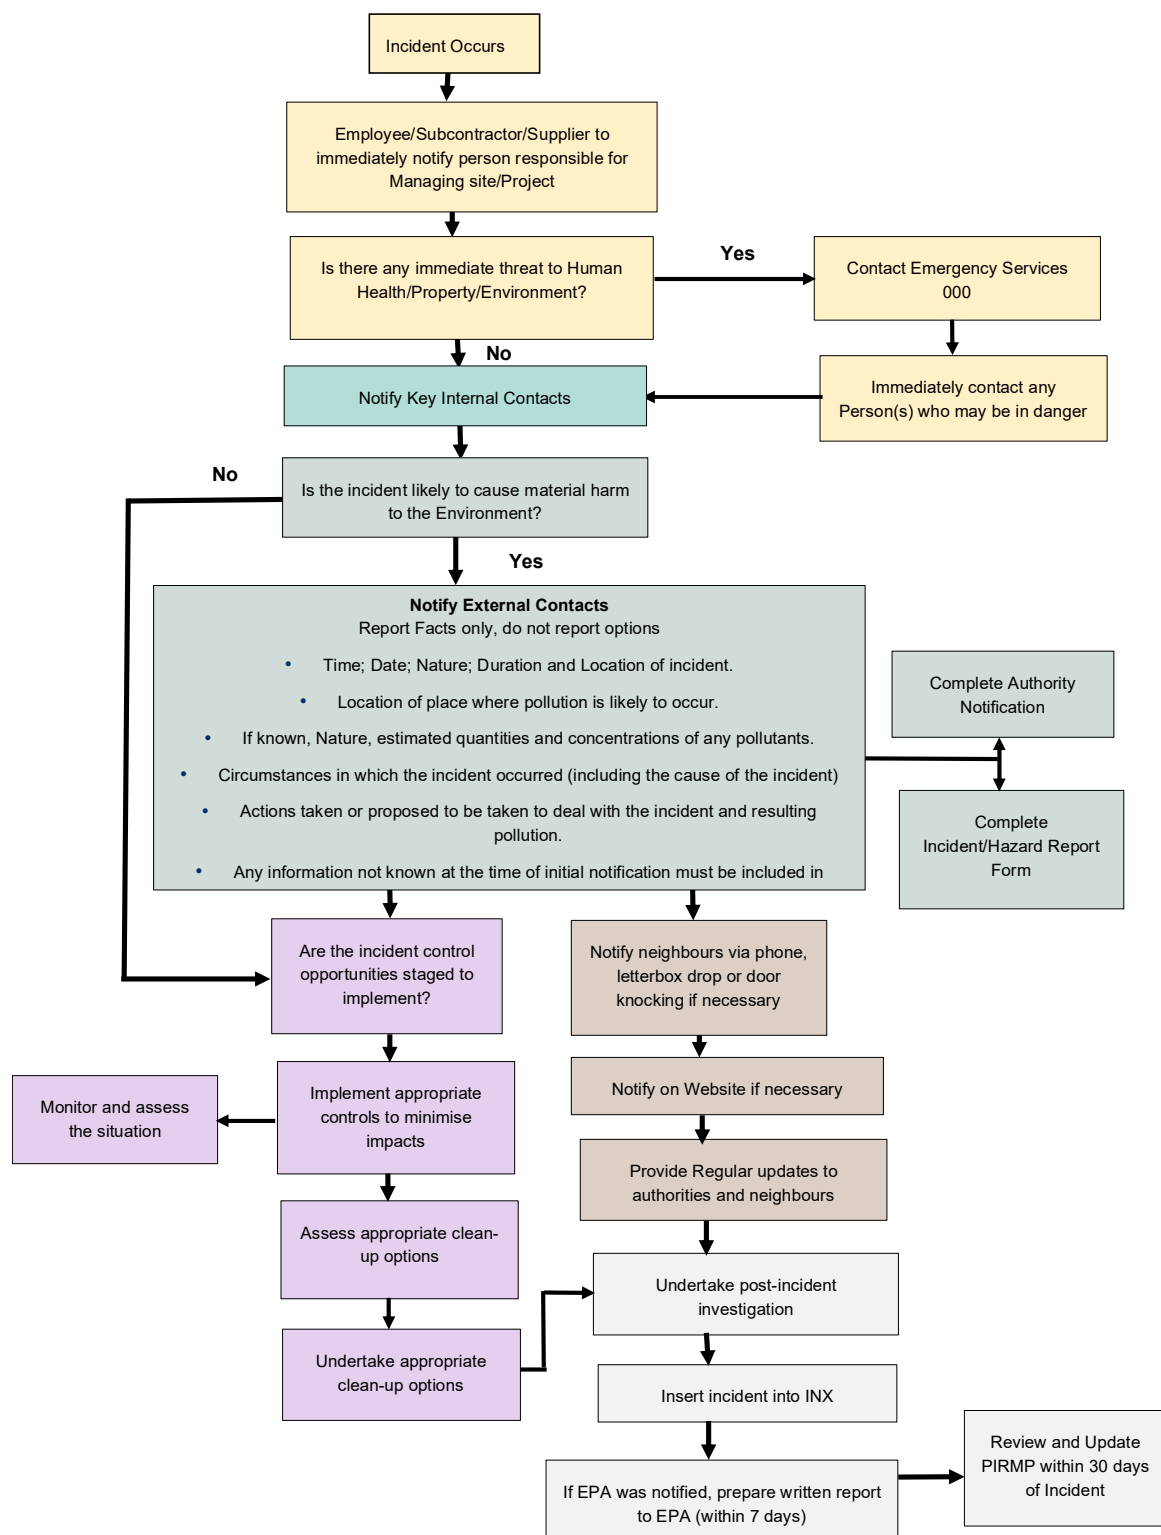 Incident Occurs
Employee/Subcontractor/Supplier to
immediately notify person responsible for
Managing site/Project
Is there any immediate threat to Human
Health/Property/Environment?
Yes
Contact Emergency Services
000
No
Notify Key Internal Contacts
Immediately contact any
Person(s) who may be in danger
No
Is the incident likely to cause material harm
to the Environment?
Yes
Notify External Contacts
Report Facts only, do not report options
• Time; Date; Nature; Duration and Location of incident.
• Location of place where pollution is likely to occur.
• If known, Nature, estimated quantities and concentrations of any pollutants.
• Circumstances in which the incident occurred (including the cause of the incident)
• Actions taken or proposed to be taken to deal with the incident and resulting
pollution.
• Any information not known at the time of initial notification must be included in
Complete Authority
Notification
Complete
Incident/Hazard Report
Form
Are the incident control
opportunities staged to
implement?
Notify neighbours via phone,
letterbox drop or door
knocking if necessary
Implement appropriate
controls to minimise
impacts
Monitor and assess
the situation
Notify on Website if necessary
Provide Regular updates to
authorities and neighbours
Assess appropriate clean-
up options
Undertake post-incident
investigation
Undertake appropriate
clean-up options
Insert incident into INX
If EPA was notified, prepare written report
to EPA (within 7 days)
Review and Update
PIRMP within 30 days
of Incident